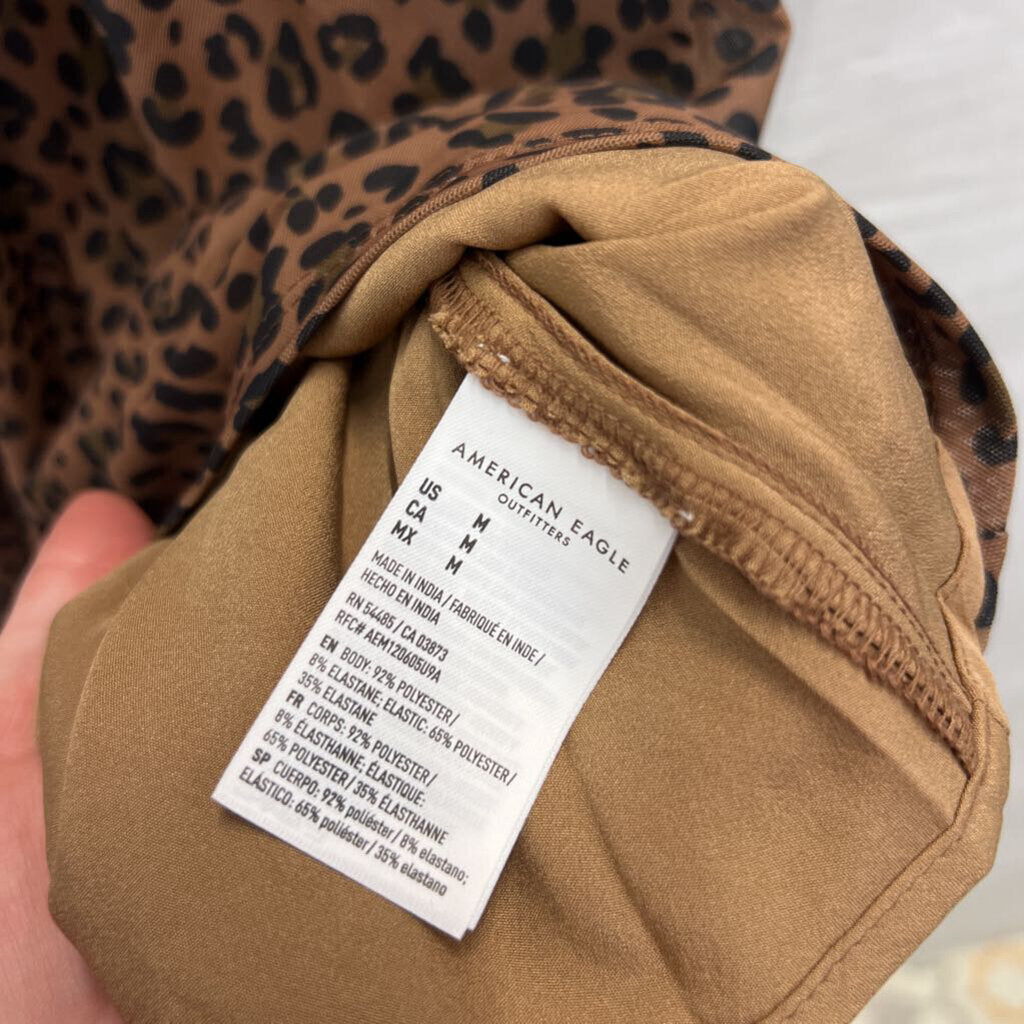 AMERICAN EAGLE
OUTFITTERS
US M
CA M
MX M
MADE IN INDIA / FABRIQUÉ EN INDE /
HECHO EN INDIA
RN 54485 / CA 03873
RFC# AEM120605U9A
EN BODY: 92% POLYESTER /
8% ELASTANE; ELASTIC: 65% POLYESTER /
35% ELASTANE
FR CORPS: 92% POLYESTER /
8% ÉLASTHANNE; ÉLASTIQUE:
65% POLYESTER / 35% ÉLASTHANNE
SP CUERPO: 92% poliéster / 8% elastano;
ELÁSTICO: 65% poliéster / 35% elastano